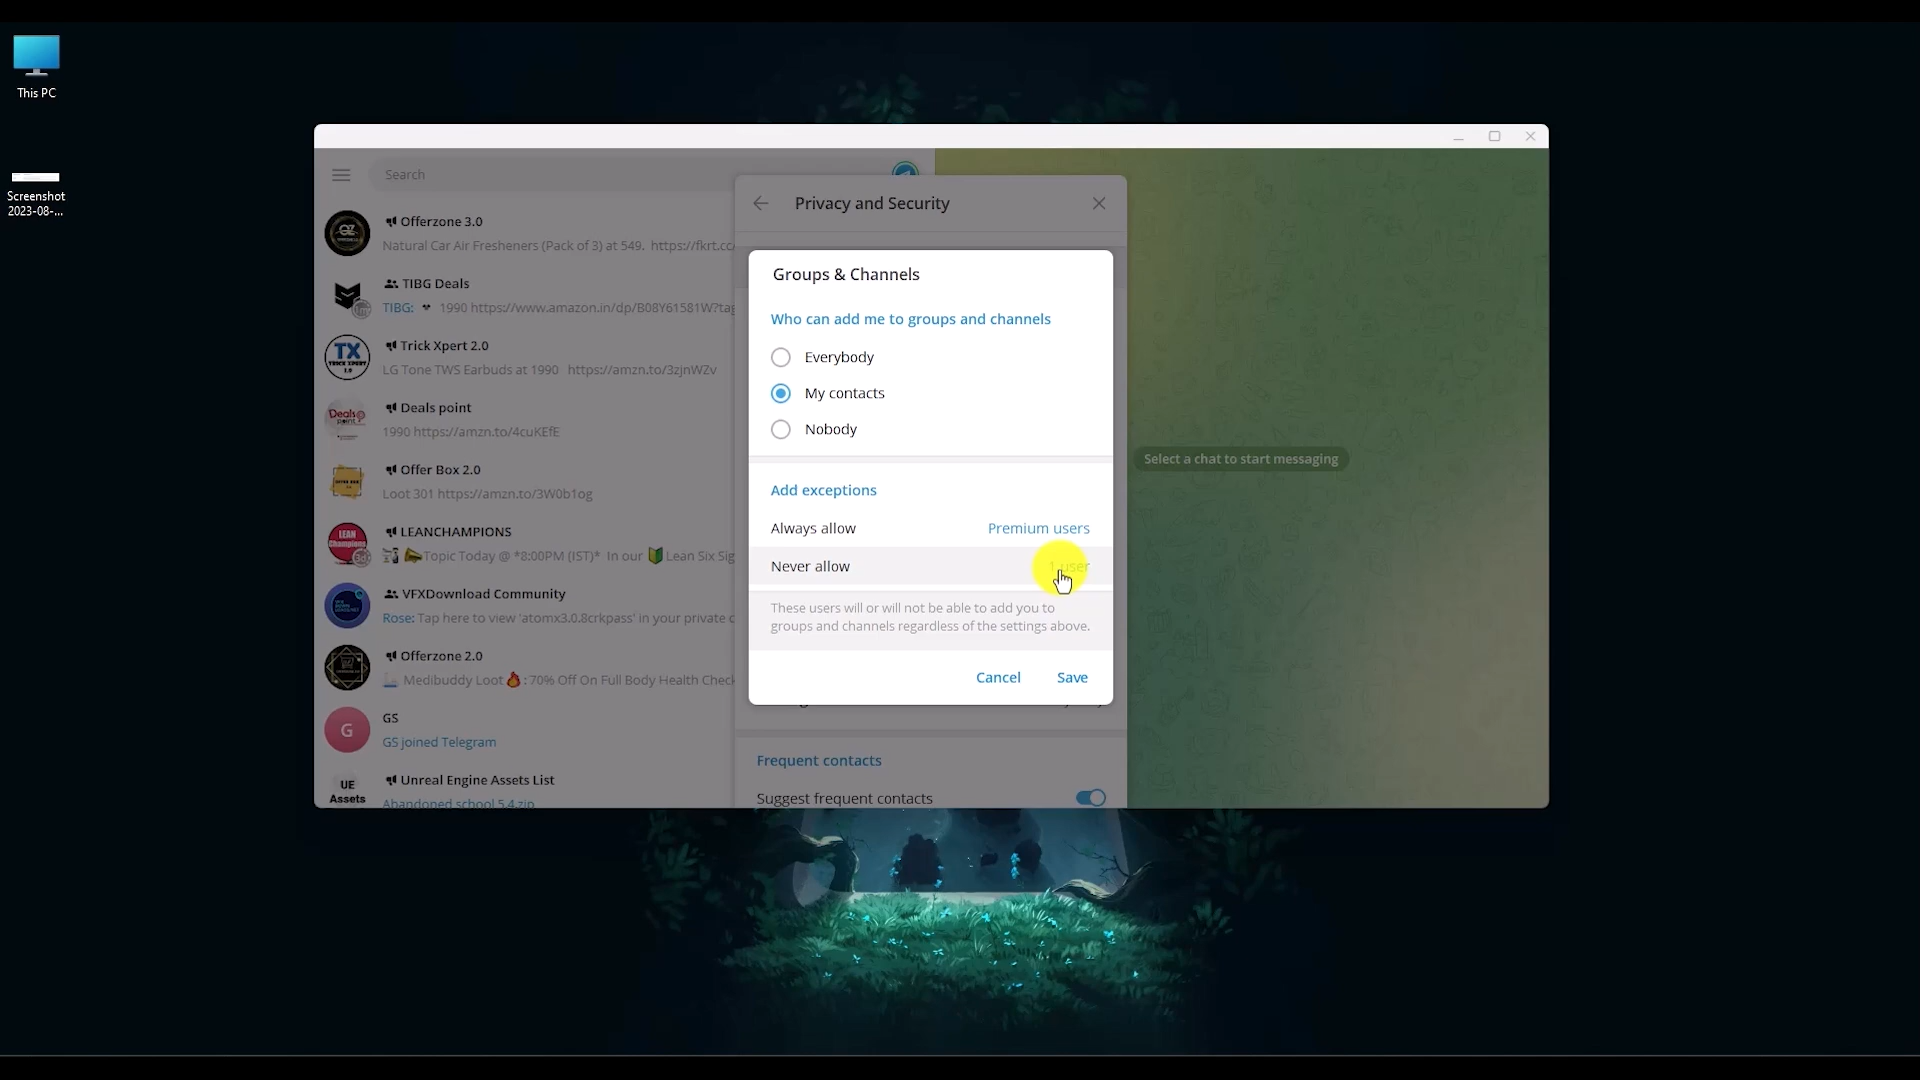 This PC
Screenshot
2023-08-...
Search
Offerzone 3.0
Natural Car Air Fresheners (Pack of 3) at 549. https://fkrt.cc
TIBG Deals
TIBG: 1990 https://www.amazon.in/dp/B08Y61581W?tag
Trick Xpert 2.0
LG Tone TWS Earbuds at 1990 https://amzn.to/3zjnWZv
Deals point
1990 https://amzn.to/4cuKEfE
Offer Box 2.0
Loot 301 https://amzn.to/3W0b1og
LEANCHAMPIONS
Topic Today @ *8:00PM (IST)* In our Lean Six Sig
VFXDownload Community
Rose: Tap here to view 'atomx3.0.8crkpass' in your private c
Offerzone 2.0
Medibuddy Loot : 70% Off On Full Body Health Check
G
GS
GS joined Telegram
UE
Assets
Unreal Engine Assets List
Abandoned school 5.4.zip
Privacy and Security
Groups & Channels
Who can add me to groups and channels
Everybody
My contacts
Nobody
Add exceptions
Always allow Premium users
Never allow 1 user
These users will or will not be able to add you to
groups and channels regardless of the settings above.
Cancel Save
Frequent contacts
Suggest frequent contacts
Select a chat to start messaging